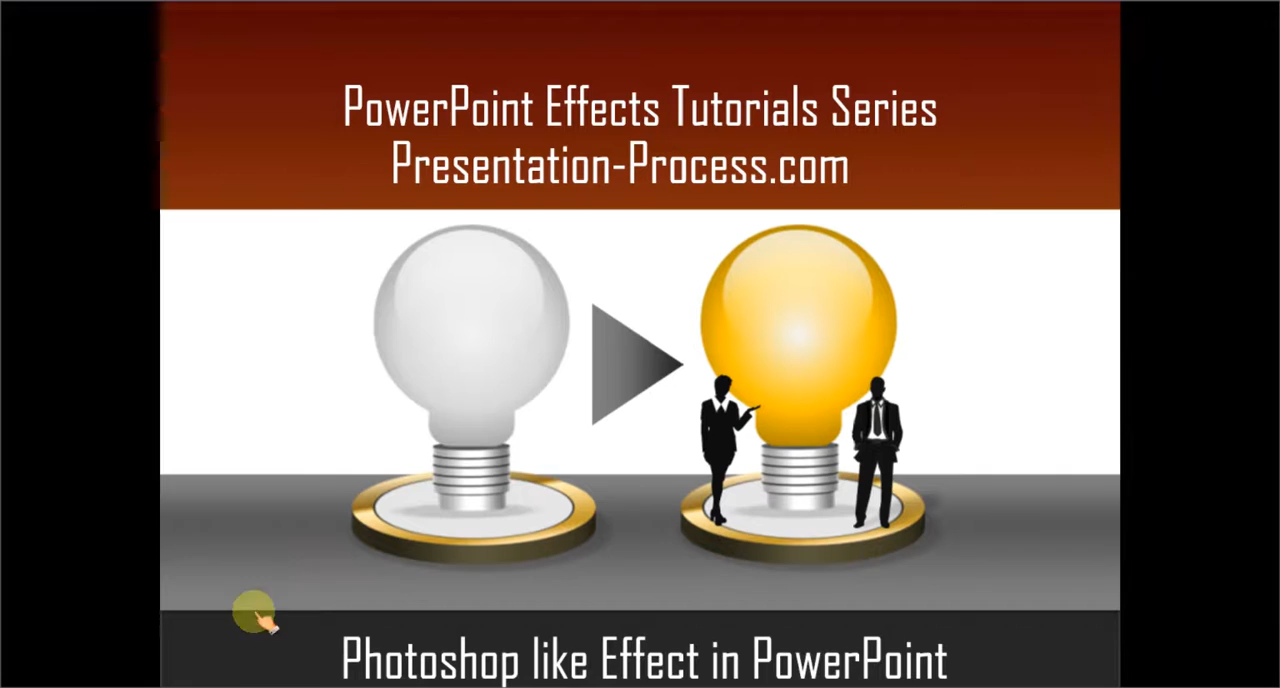 PowerPoint Effects Tutorials Series
Presentation-Process.com
Photoshop like Effect in PowerPoint